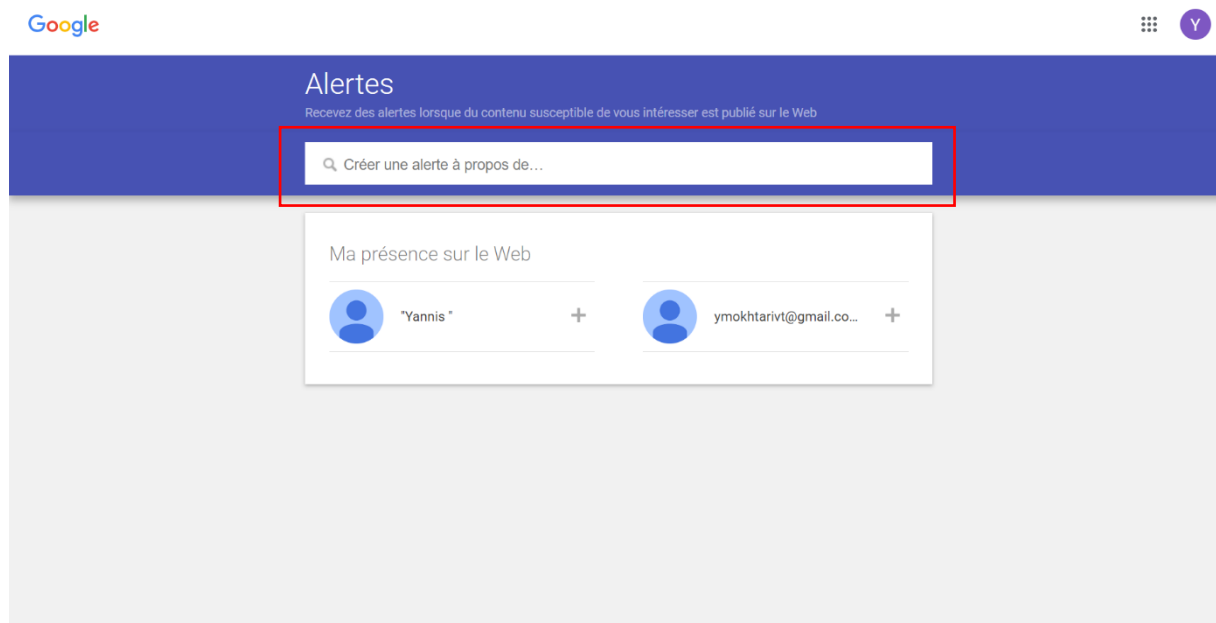 Google
Y
Alertes
Recevez des alertes lorsque du contenu susceptible de vous intéresser est publié sur le Web
Créer une alerte à propos de…
Ma présence sur le Web
"Yannis "
ymokhtarivt@gmail.co...